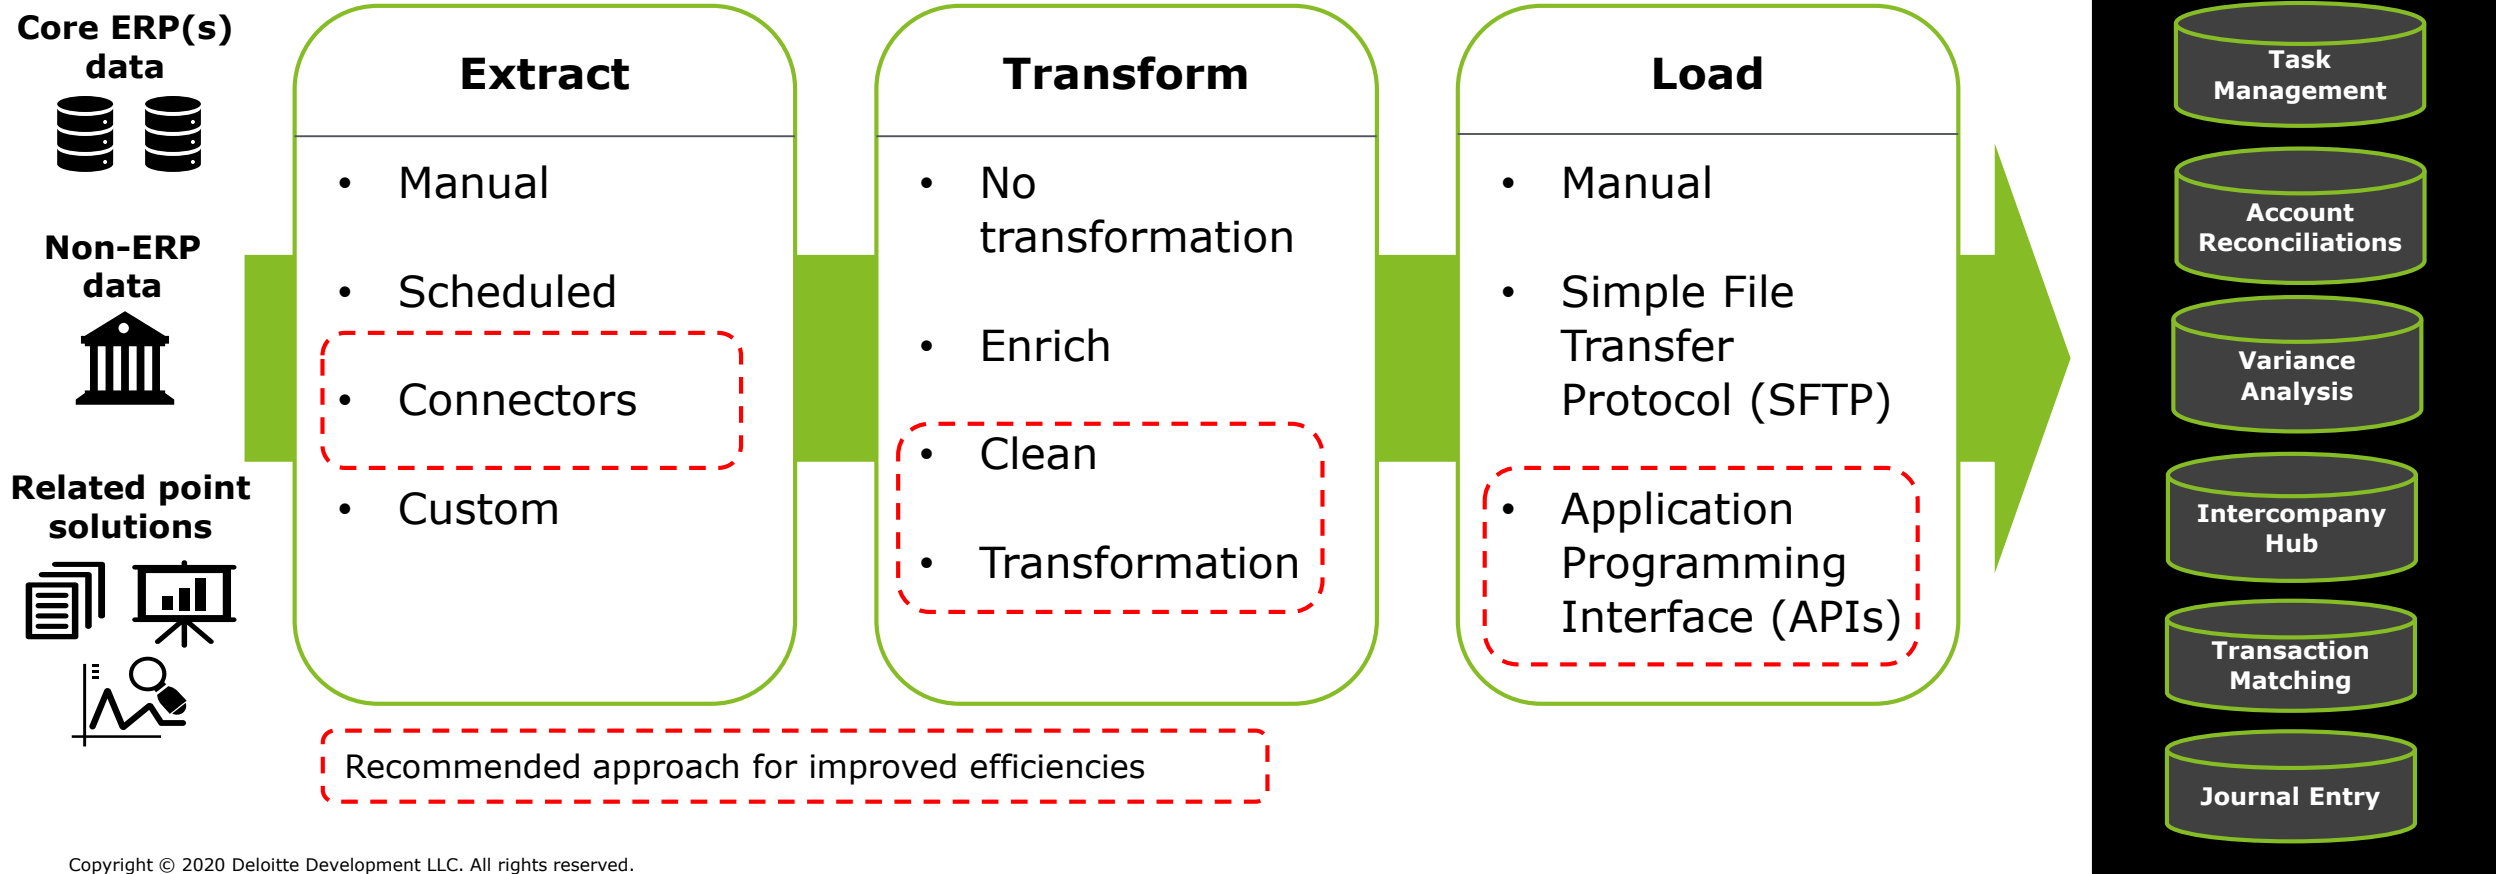 Core ERP(s)
data
Non-ERP
data
Related point
solutions
Extract
• Manual
• Scheduled
• Connectors
• Custom
Transform
• No
transformation
• Enrich
• Clean
• Transformation
Load
• Manual
• Simple File
Transfer
Protocol (SFTP)
• Application
Programming
Interface (APIs)
Task
Management
Account
Reconciliations
Variance
Analysis
Intercompany
Hub
Transaction
Matching
Journal Entry
Recommended approach for improved efficiencies
Copyright © 2020 Deloitte Development LLC. All rights reserved.